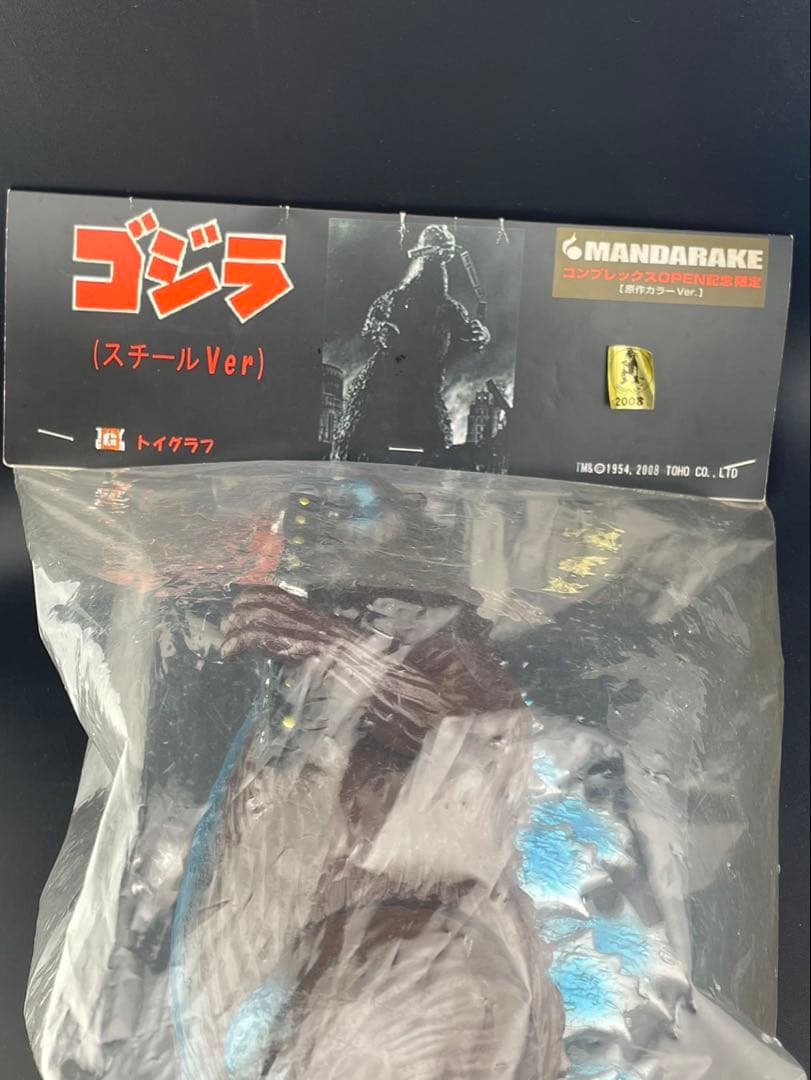 ゴジラ
(スチールVer)
トイグラフ
MANDARAKE
コンプレックスOPEN記念限定
[原作カラーVer.]
2008
TM&©1954,2008 TOHO CO.,LTD